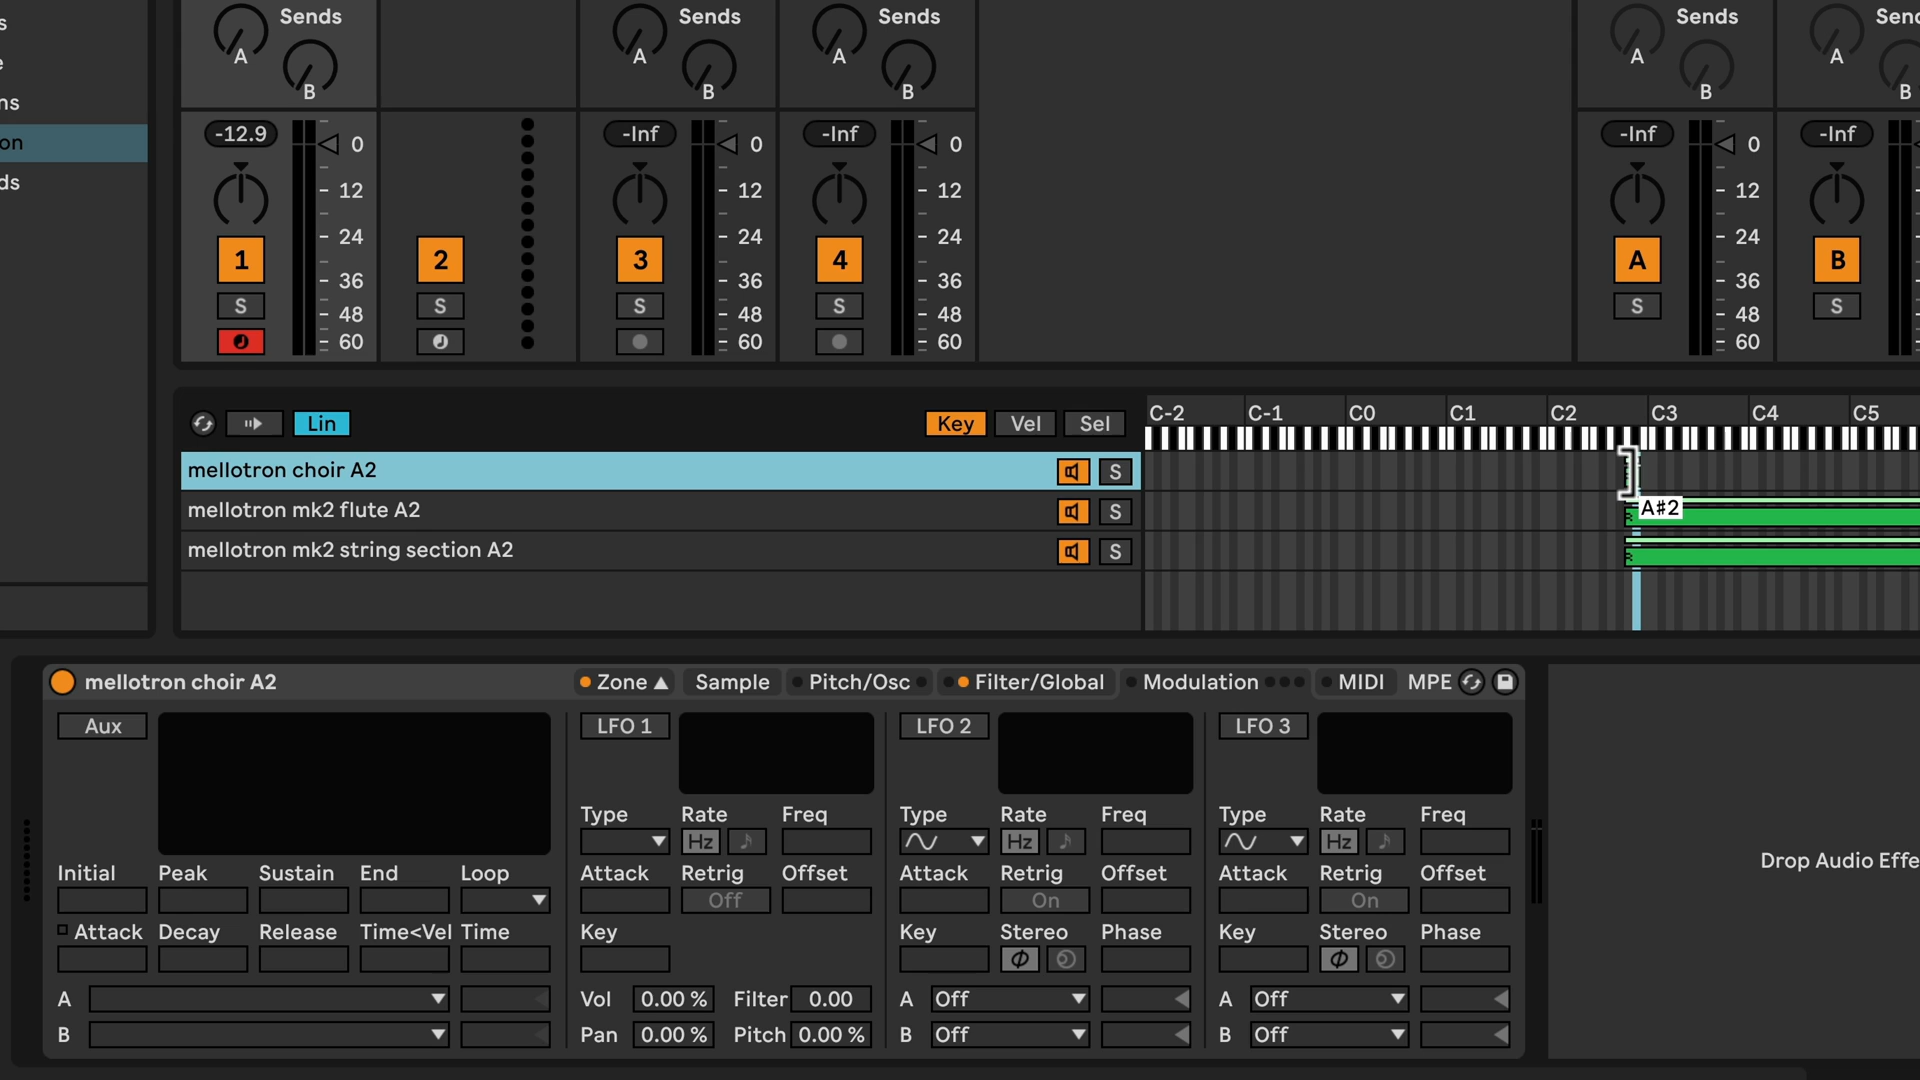 s
e
ns
on
ds
Sends
A
B
Sends
A
B
Sends
A
B
Sends
A
B
Sen
A
B
-12.9
0
12
24
36
48
60
1
S
2
S
-Inf
0
12
24
36
48
60
3
S
-Inf
0
12
24
36
48
60
4
S
-Inf
0
12
24
36
48
60
A
S
-Inf
B
S
Lin
Key Vel Sel
C-2 C-1 C0 C1 C2 C3 C4 C5
mellotron choir A2 S
A♯2
mellotron mk2 flute A2 S
mellotron mk2 string section A2 S
mellotron choir A2 Zone Sample Pitch/Osc Filter/Global Modulation MIDI MPE
Aux
Initial Peak Sustain End Loop
Attack Decay Release Time<Vel Time
A
B
LFO 1
Type Rate Freq
Hz
Attack Retrig Offset
Off
Key
Vol 0.00 % Filter 0.00
Pan 0.00 % Pitch 0.00 %
LFO 2
Type Rate Freq
Hz
Attack Retrig Offset
On
Key Stereo Phase
A Off
B Off
LFO 3
Type Rate Freq
Hz
Attack Retrig Offset
On
Key Stereo Phase
A Off
B Off
Drop Audio Effe